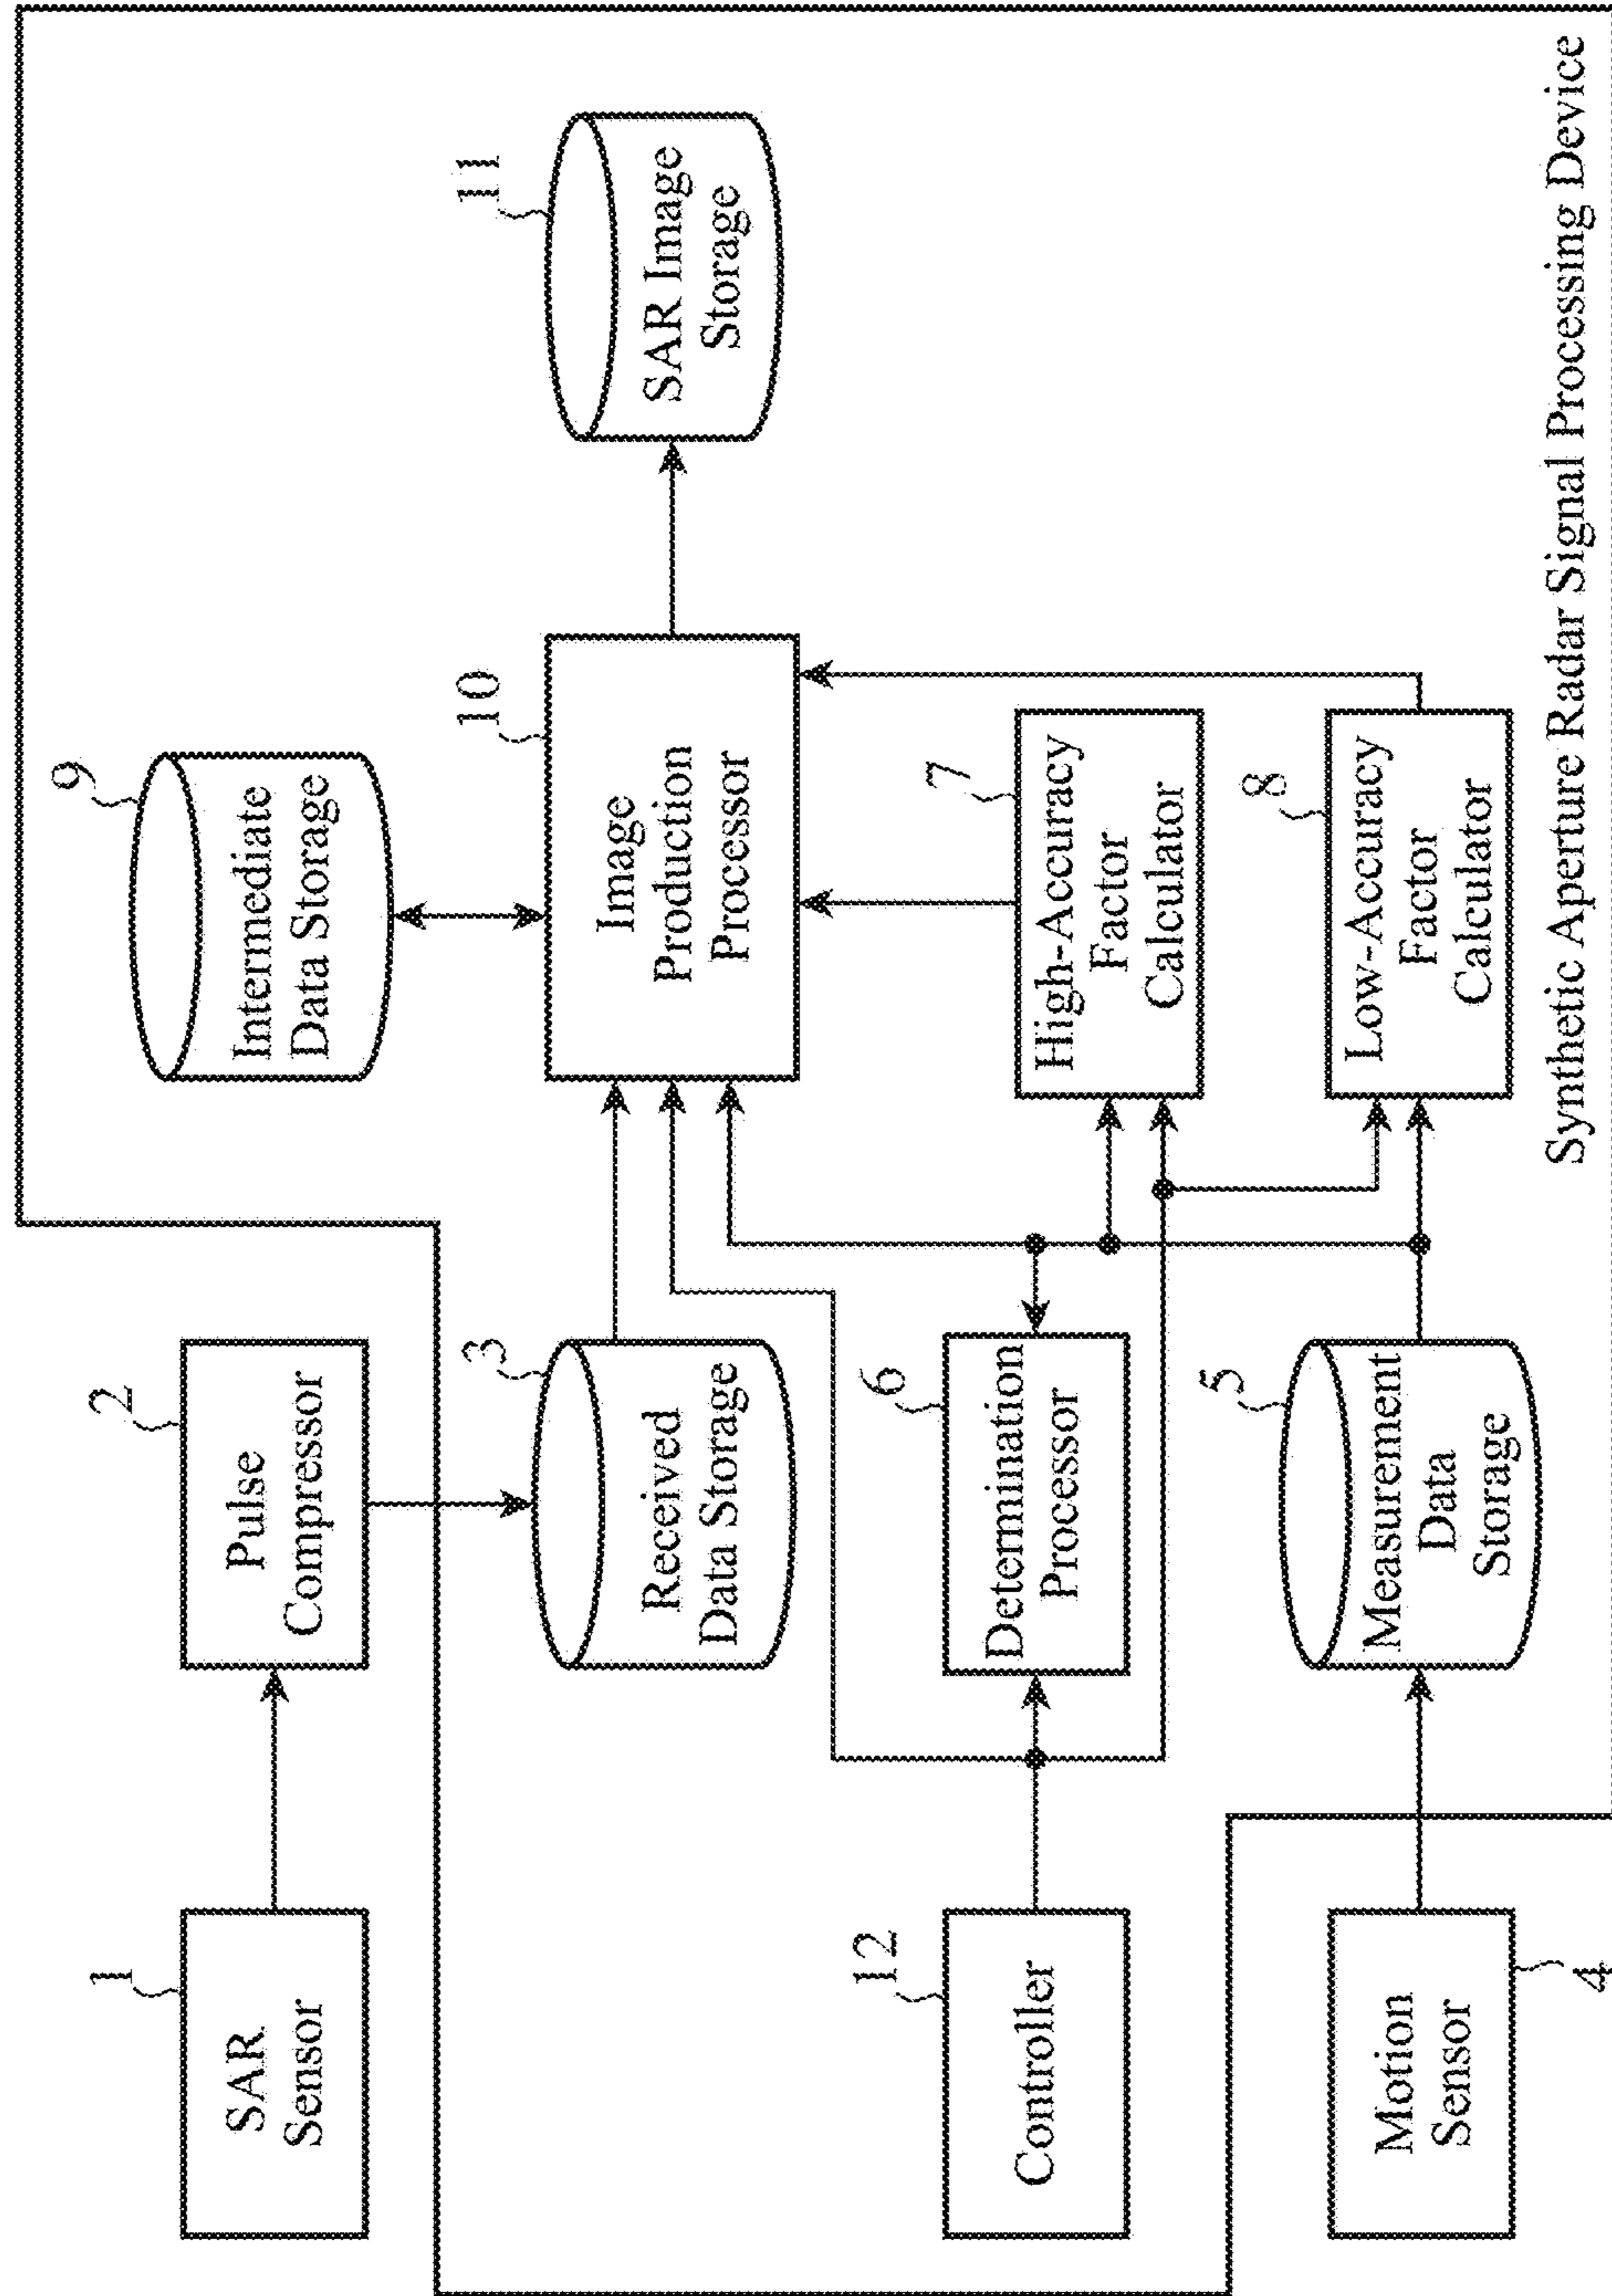 1
SAR
Sensor
2
Pulse
Compressor
9
Intermediate
Data Storage
3
Received
Data Storage
10
Image
Production
Processor
11
SAR Image
Storage
12
Controller
6
Determination
Processor
7
High-Accuracy
Factor
Calculator
Motion
Sensor
4
5
Measurement
Data
Storage
8
Low-Accuracy
Factor
Calculator
Synthetic Aperture Radar Signal Processing Device